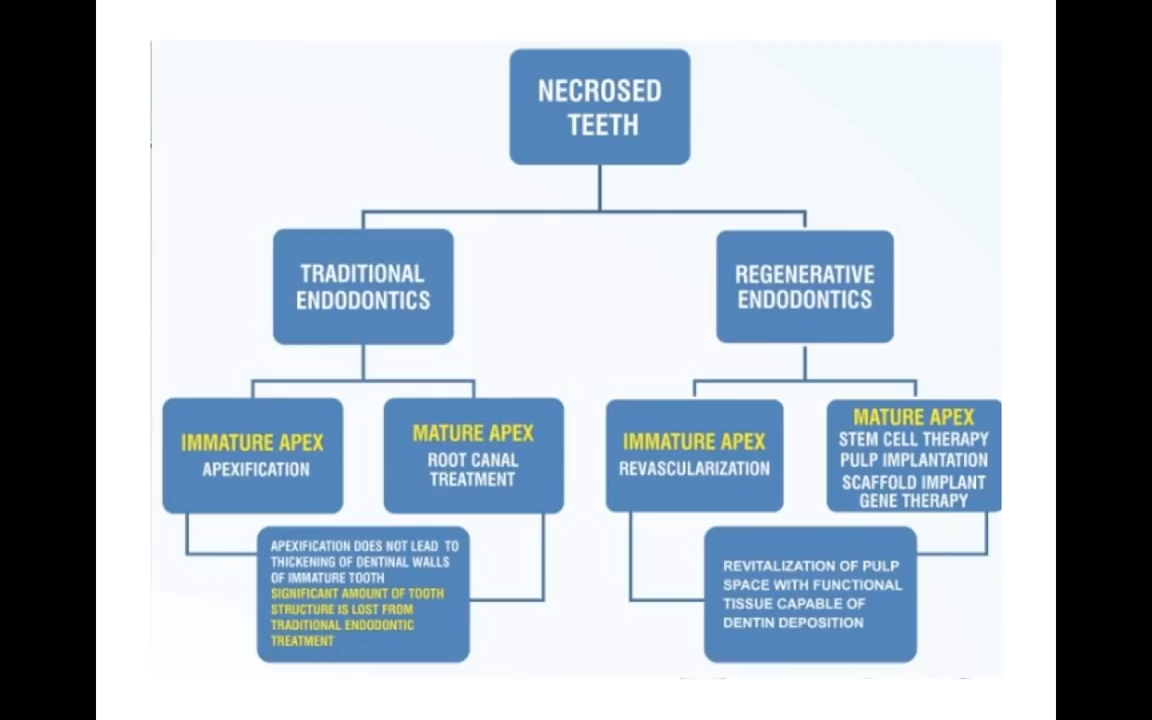 NECROSED
TEETH
TRADITIONAL
ENDODONTICS
REGENERATIVE
ENDODONTICS
IMMATURE APEX
APEXIFICATION
MATURE APEX
ROOT CANAL
TREATMENT
IMMATURE APEX
REVASCULARIZATION
MATURE APEX
STEM CELL THERAPY
PULP IMPLANTATION
SCAFFOLD IMPLANT
GENE THERAPY
APEXIFICATION DOES NOT LEAD TO
THICKENING OF DENTINAL WALLS
OF IMMATURE TOOTH
SIGNIFICANT AMOUNT OF TOOTH
STRUCTURE IS LOST FROM
TRADITIONAL ENDODONTIC
TREATMENT
REVITALIZATION OF PULP
SPACE WITH FUNCTIONAL
TISSUE CAPABLE OF
DENTIN DEPOSITION